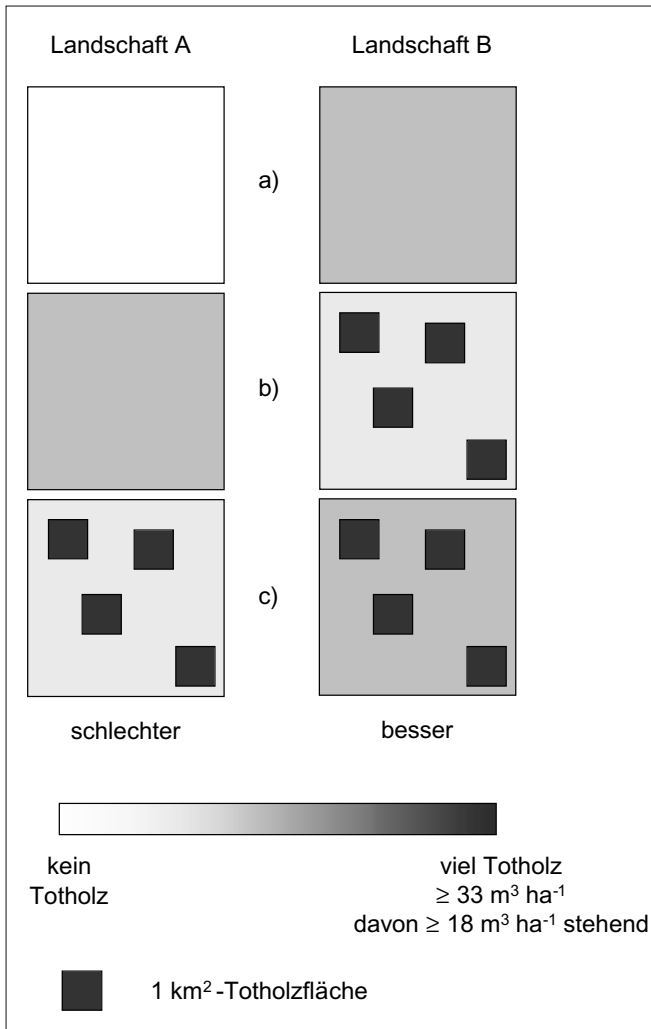 Landschaft A Landschaft B
a)
b)
c)
schlechter besser
kein viel Totholz
Totholz ≥ 33 m³ ha⁻¹
davon ≥ 18 m³ ha⁻¹ stehend
1 km²-Totholzfläche